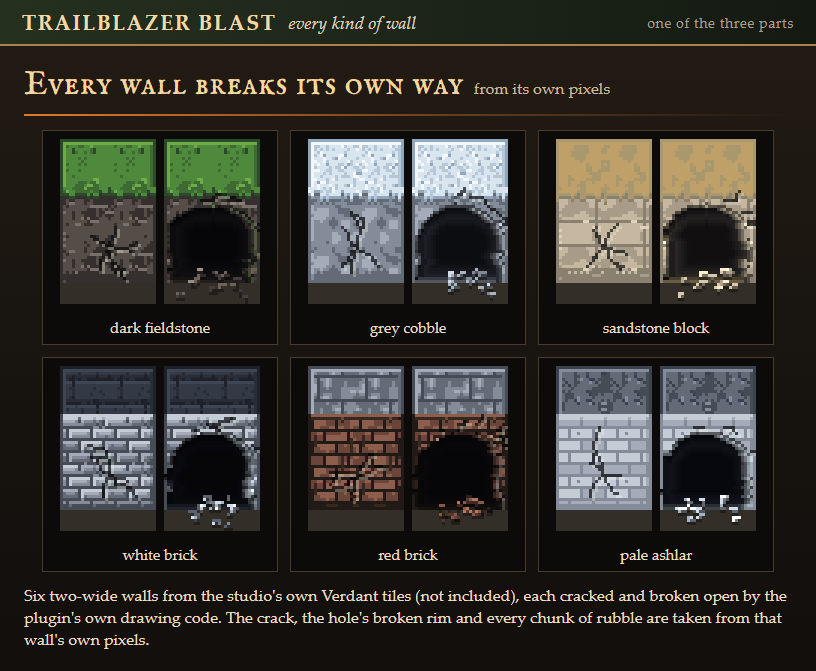 TRAILBLAZER BLAST every kind of wall one of the three parts
Every wall breaks its own way from its own pixels
dark fieldstone grey cobble sandstone block
white brick red brick pale ashlar
Six two-wide walls from the studio's own Verdant tiles (not included), each cracked and broken open by the
plugin's own drawing code. The crack, the hole's broken rim and every chunk of rubble are taken from that
wall's own pixels.